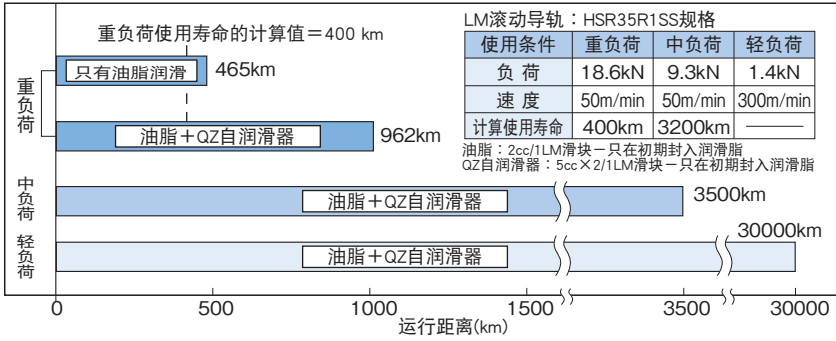 重负荷使用寿命的计算值＝400 km
重负荷
只有油脂润滑
465km
油脂＋QZ自润滑器
962km
中负荷
油脂＋QZ自润滑器
3500km
轻负荷
油脂＋QZ自润滑器
30000km
0 500 1000 1500 3500 30000
运行距离(km)
LM滚动导轨：HSR35R1SS规格
使用条件 重负荷 中负荷 轻负荷
负 荷 18.6kN 9.3kN 1.4kN
速 度 50m/min 50m/min 300m/min
计算使用寿命 400km 3200km ——
油脂：2cc/1LM滑块－只在初期封入润滑脂
QZ自润滑器：5cc×2/1LM滑块－只在初期封入润滑脂